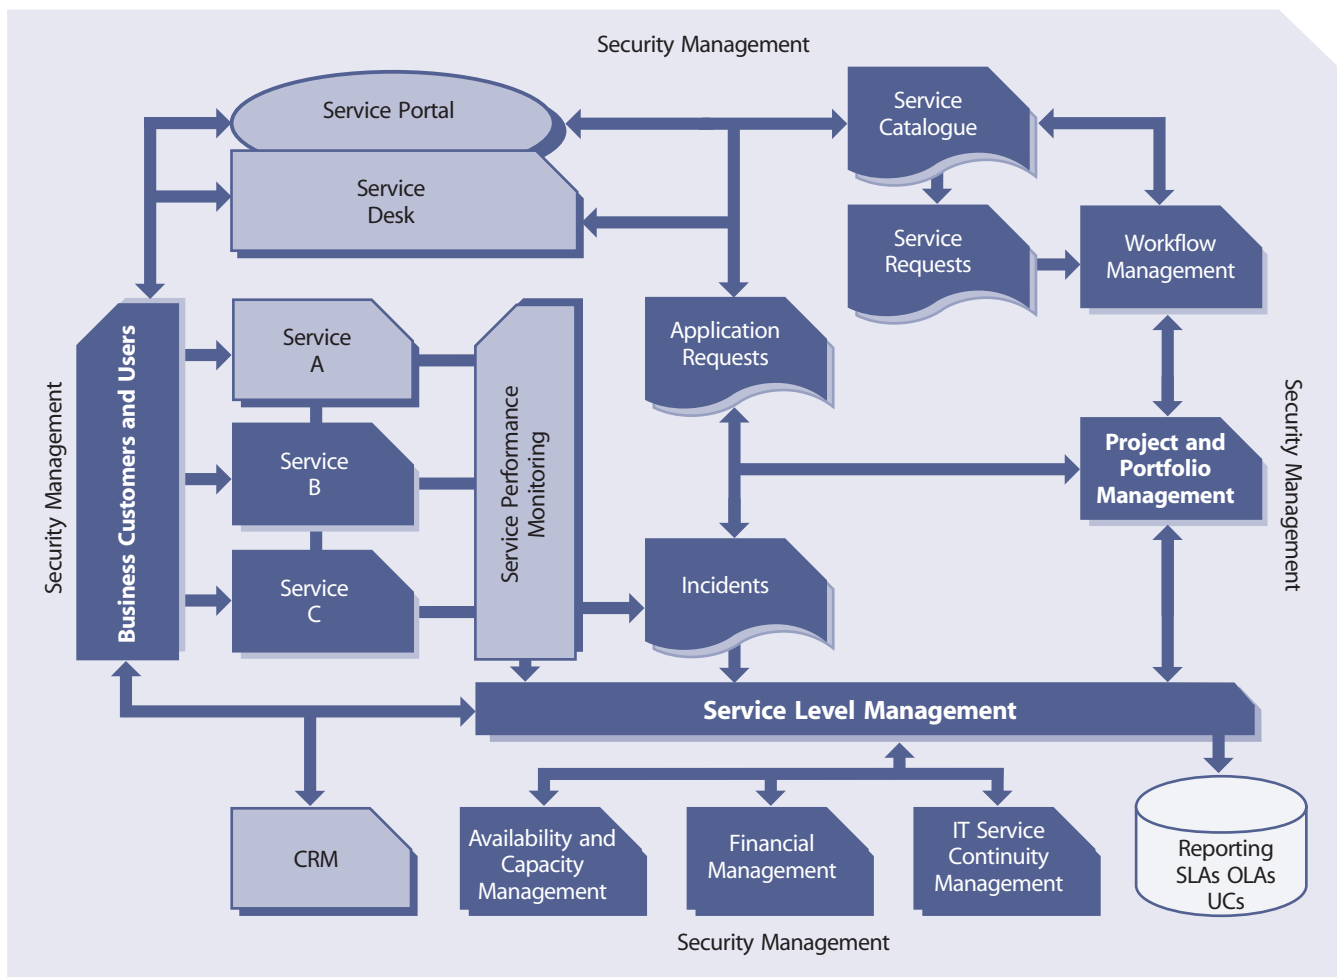 Security Management
Service Portal
Service
Catalogue
Service
Desk
Service
Requests
Workflow
Management
Security Management
Business Customers and Users
Service
A
Service
B
Service
C
Service Performance
Monitoring
Application
Requests
Project and
Portfolio
Management
Security Management
Incidents
Service Level Management
CRM
Availability and
Capacity
Management
Financial
Management
IT Service
Continuity
Management
Reporting
SLAs OLAs
UCs
Security Management